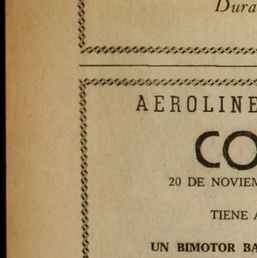 Dura
AEROLINE
CO
20 DE NOVIEM
TIENE A
UN BIMOTOR BA